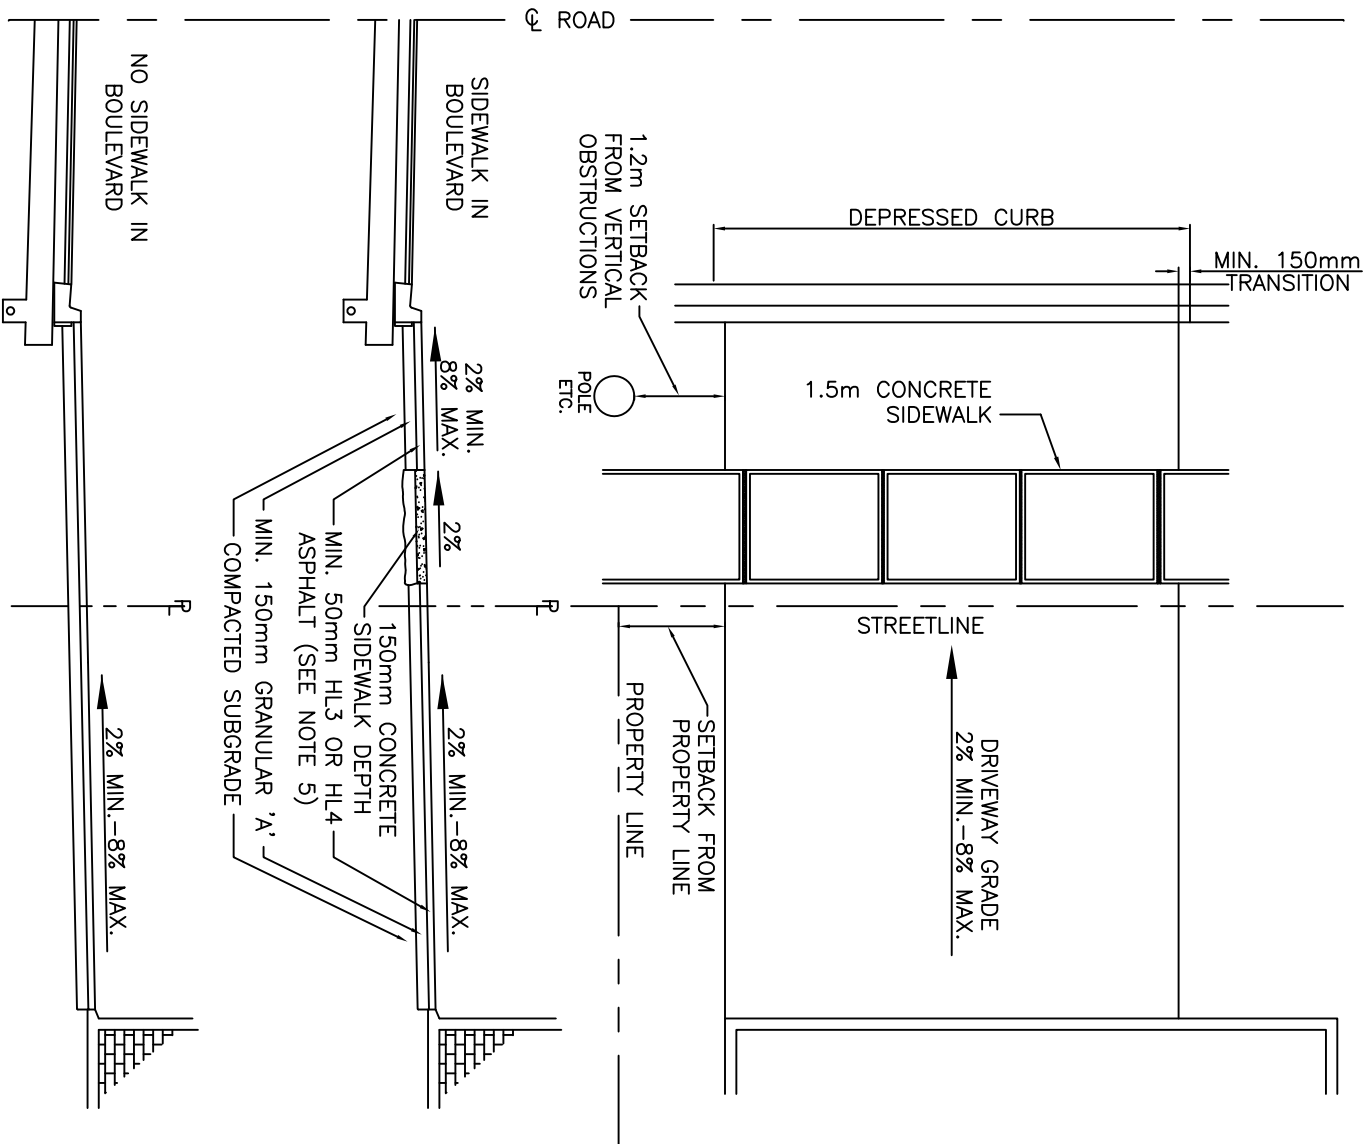 ℄ ROAD
NO SIDEWALK IN
BOULEVARD
SIDEWALK IN
BOULEVARD
1.2m SETBACK
FROM VERTICAL
OBSTRUCTIONS
DEPRESSED CURB
MIN. 150mm
TRANSITION
POLE
ETC.
1.5m CONCRETE
SIDEWALK
2% MIN.
8% MAX.
2%
150mm CONCRETE
SIDEWALK DEPTH
MIN. 50mm HL3 OR HL4
ASPHALT (SEE NOTE 5)
MIN. 150mm GRANULAR 'A'
COMPACTED SUBGRADE
PL
PL
STREETLINE
2% MIN.-8% MAX.
2% MIN.-8% MAX.
PROPERTY LINE
SETBACK FROM
PROPERTY LINE
DRIVEWAY GRADE
2% MIN.-8% MAX.